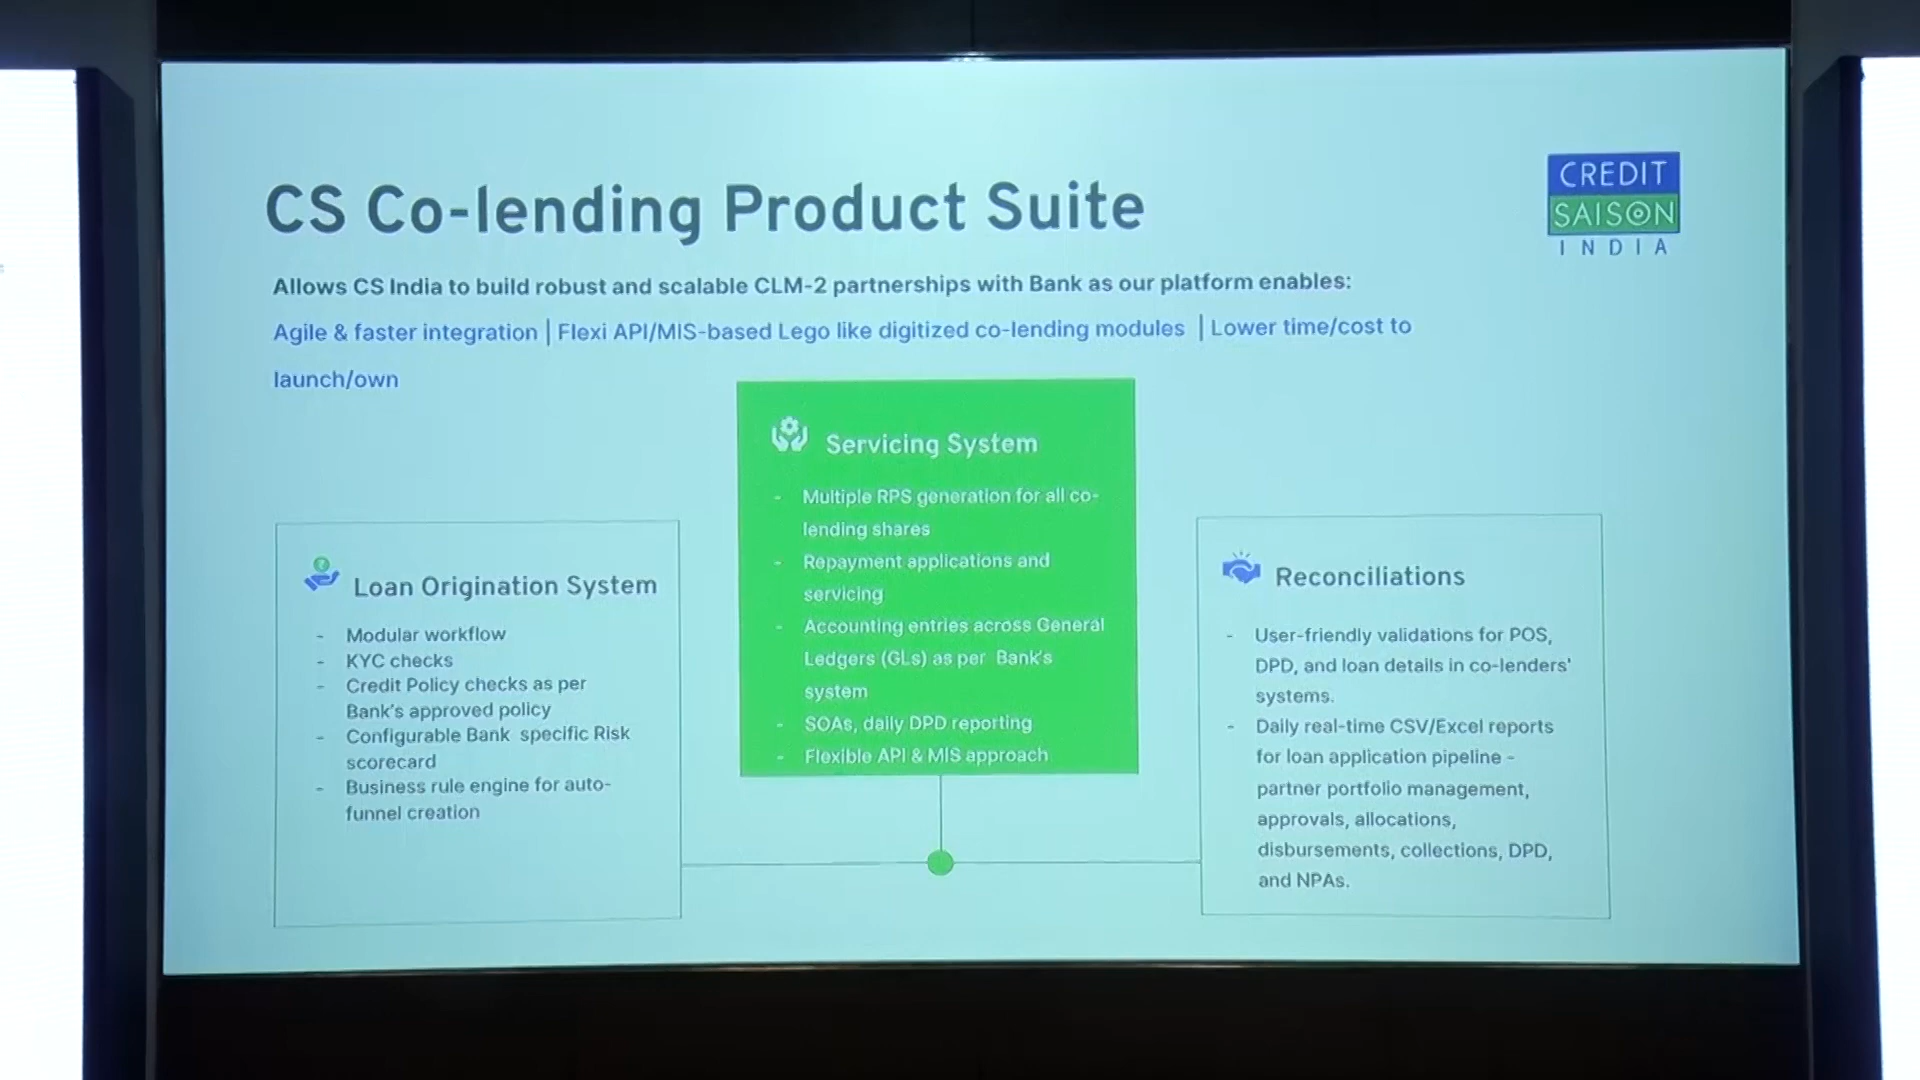 CS Co-lending Product Suite
CREDIT
SAISON
INDIA
Allows CS India to build robust and scalable CLM-2 partnerships with Bank as our platform enables:
Agile & faster integration | Flexi API/MIS-based Lego like digitized co-lending modules | Lower time/cost to
launch/own
Loan Origination System
- Modular workflow
- KYC checks
- Credit Policy checks as per
Bank's approved policy
- Configurable Bank specific Risk
scorecard
- Business rule engine for auto-
funnel creation
Servicing System
- Multiple RPS generation for all co-
lending shares
- Repayment applications and
servicing
- Accounting entries across General
Ledgers (GLs) as per Bank's
system
- SOAs, daily DPD reporting
- Flexible API & MIS approach
Reconciliations
- User-friendly validations for POS,
DPD, and loan details in co-lenders'
systems.
- Daily real-time CSV/Excel reports
for loan application pipeline -
partner portfolio management,
approvals, allocations,
disbursements, collections, DPD,
and NPAs.